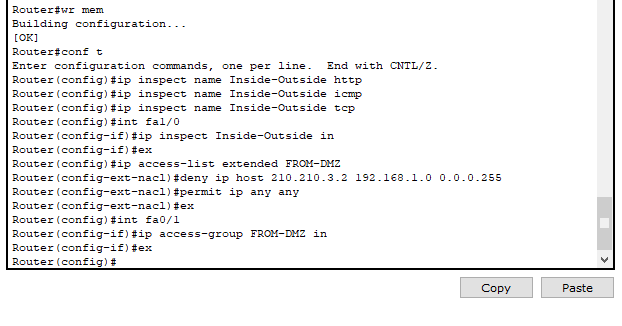 Router#wr mem
Building configuration...
[OK]
Router#conf t
Enter configuration commands, one per line.  End with CNTL/Z.
Router(config)#ip inspect name Inside-Outside http
Router(config)#ip inspect name Inside-Outside icmp
Router(config)#ip inspect name Inside-Outside tcp
Router(config)#int fa1/0
Router(config-if)#ip inspect Inside-Outside in
Router(config-if)#ex
Router(config)#ip access-list extended FROM-DMZ
Router(config-ext-nacl)#deny ip host 210.210.3.2 192.168.1.0 0.0.0.255
Router(config-ext-nacl)#permit ip any any
Router(config-ext-nacl)#ex
Router(config)#int fa0/1
Router(config-if)#ip access-group FROM-DMZ in
Router(config-if)#ex
Router(config)#
Copy Paste